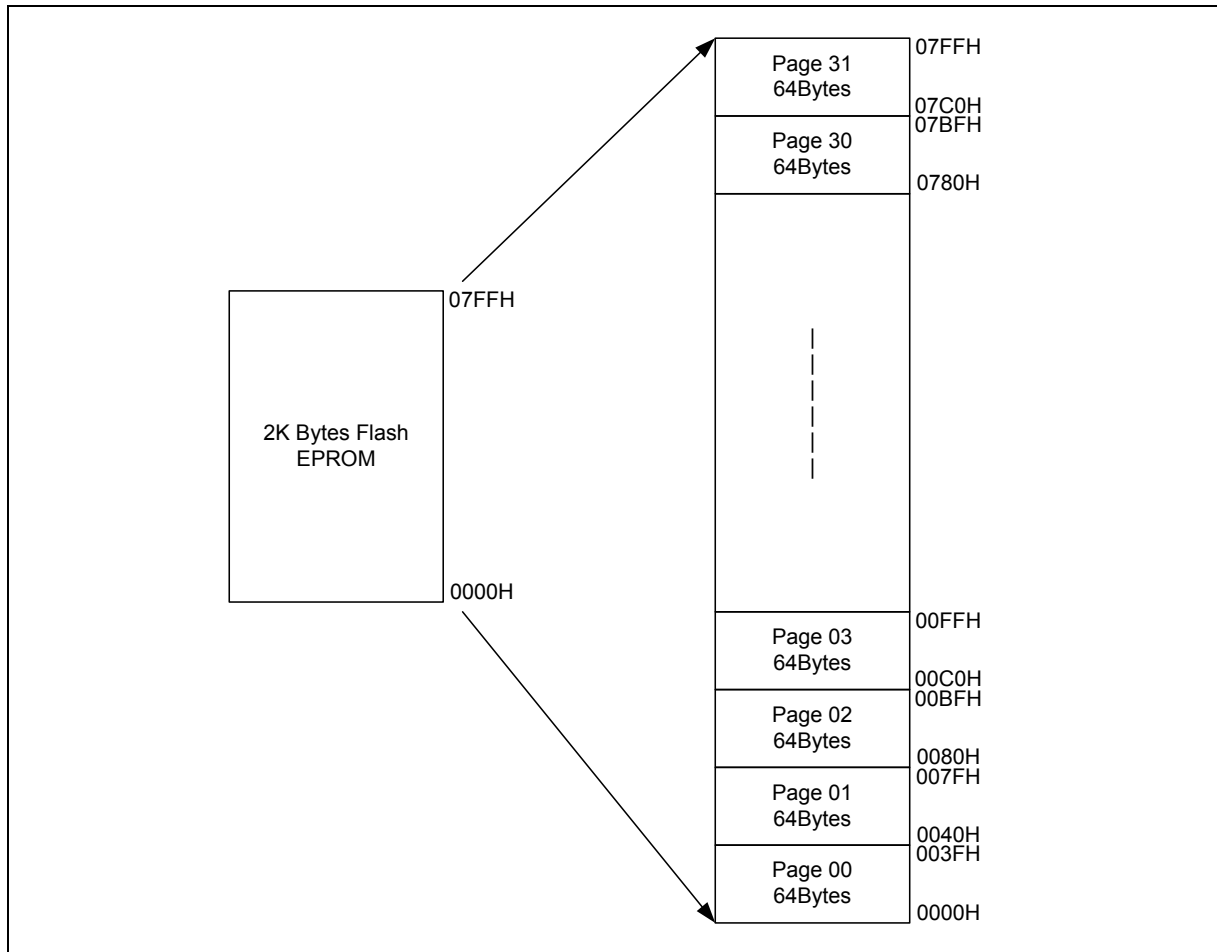 07FFH
Page 31
64Bytes
07C0H
07BFH
Page 30
64Bytes
0780H
07FFH
2K Bytes Flash
EPROM
0000H
00FFH
Page 03
64Bytes
00C0H
00BFH
Page 02
64Bytes
0080H
007FH
Page 01
64Bytes
0040H
003FH
Page 00
64Bytes
0000H